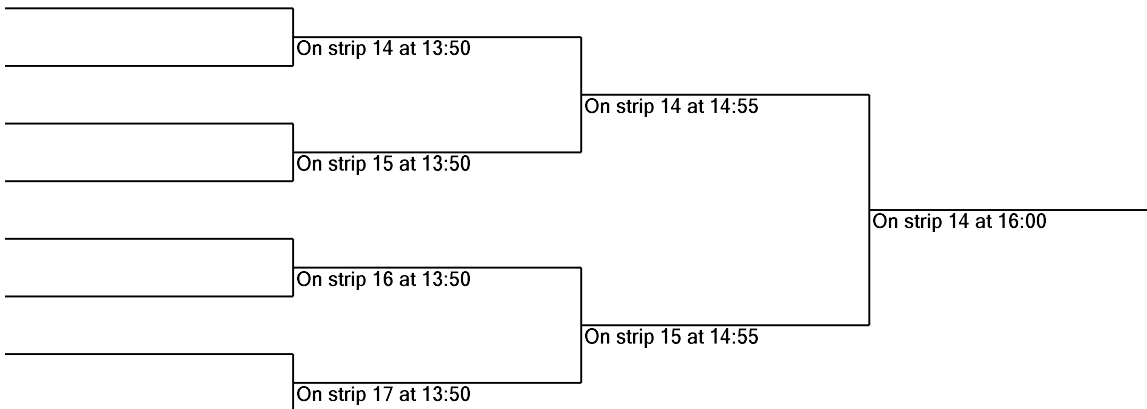 On strip 14 at 13:50
On strip 14 at 14:55
On strip 15 at 13:50
On strip 14 at 16:00
On strip 16 at 13:50
On strip 15 at 14:55
On strip 17 at 13:50